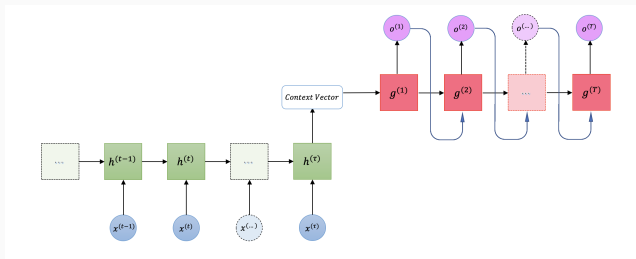 o⁽¹⁾ o⁽²⁾ o⁽··⁾ o⁽ᵀ⁾
Context Vector g⁽¹⁾ g⁽²⁾ ... g⁽ᵀ⁾
... h⁽ᵗ⁻¹⁾ h⁽ᵗ⁾ ... h⁽τ⁾
x⁽ᵗ⁻¹⁾ x⁽ᵗ⁾ x⁽··⁾ x⁽τ⁾